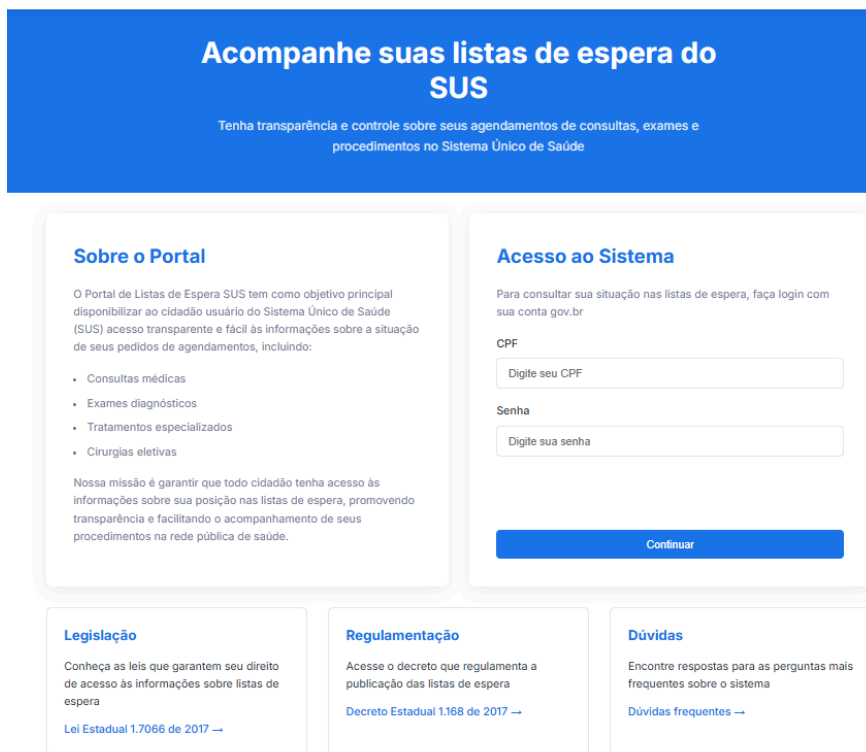 Acompanhe suas listas de espera do
SUS
Tenha transparência e controle sobre seus agendamentos de consultas, exames e
procedimentos no Sistema Único de Saúde
Sobre o Portal
O Portal de Listas de Espera SUS tem como objetivo principal
disponibilizar ao cidadão usuário do Sistema Único de Saúde
(SUS) acesso transparente e fácil às informações sobre a situação
de seus pedidos de agendamentos, incluindo:
• Consultas médicas
• Exames diagnósticos
• Tratamentos especializados
• Cirurgias eletivas
Nossa missão é garantir que todo cidadão tenha acesso às
informações sobre sua posição nas listas de espera, promovendo
transparência e facilitando o acompanhamento de seus
procedimentos na rede pública de saúde.
Acesso ao Sistema
Para consultar sua situação nas listas de espera, faça login com
sua conta gov.br
CPF
Digite seu CPF
Senha
Digite sua senha
Continuar
Legislação
Conheça as leis que garantem seu direito
de acesso às informações sobre listas de
espera
Lei Estadual 1.7066 de 2017 →
Regulamentação
Acesse o decreto que regulamenta a
publicação das listas de espera
Decreto Estadual 1.168 de 2017 →
Dúvidas
Encontre respostas para as perguntas mais
frequentes sobre o sistema
Dúvidas frequentes →